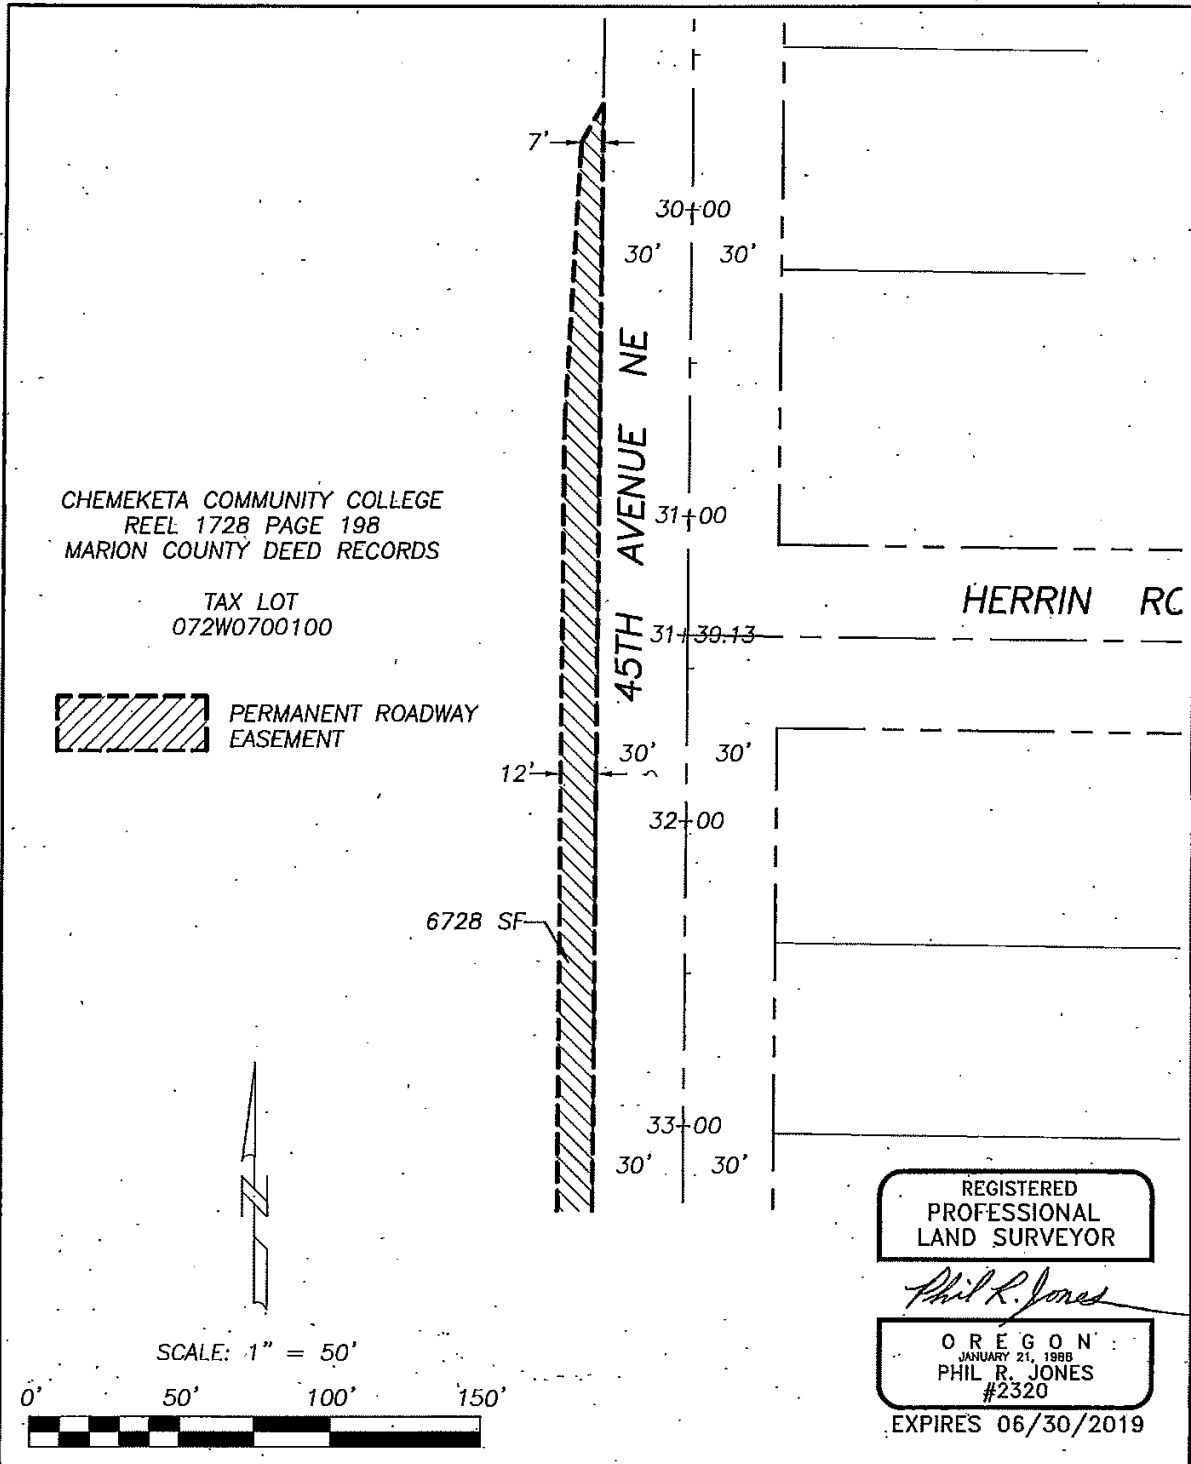 7'
30+00
30' 30'
45TH AVENUE NE
CHEMEKETA COMMUNITY COLLEGE
REEL 1728 PAGE 198
MARION COUNTY DEED RECORDS
31+00
TAX LOT
072W0700100
HERRIN RO
31+39.13
PERMANENT ROADWAY
EASEMENT
30' 30'
12'
32+00
6728 SF
33+00
30' 30'
N
REGISTERED
PROFESSIONAL
LAND SURVEYOR
Phil R. Jones
OREGON
JANUARY 21, 1986
PHIL R. JONES
#2320
EXPIRES 06/30/2019
SCALE: 1" = 50'
0' 50' 100' 150'